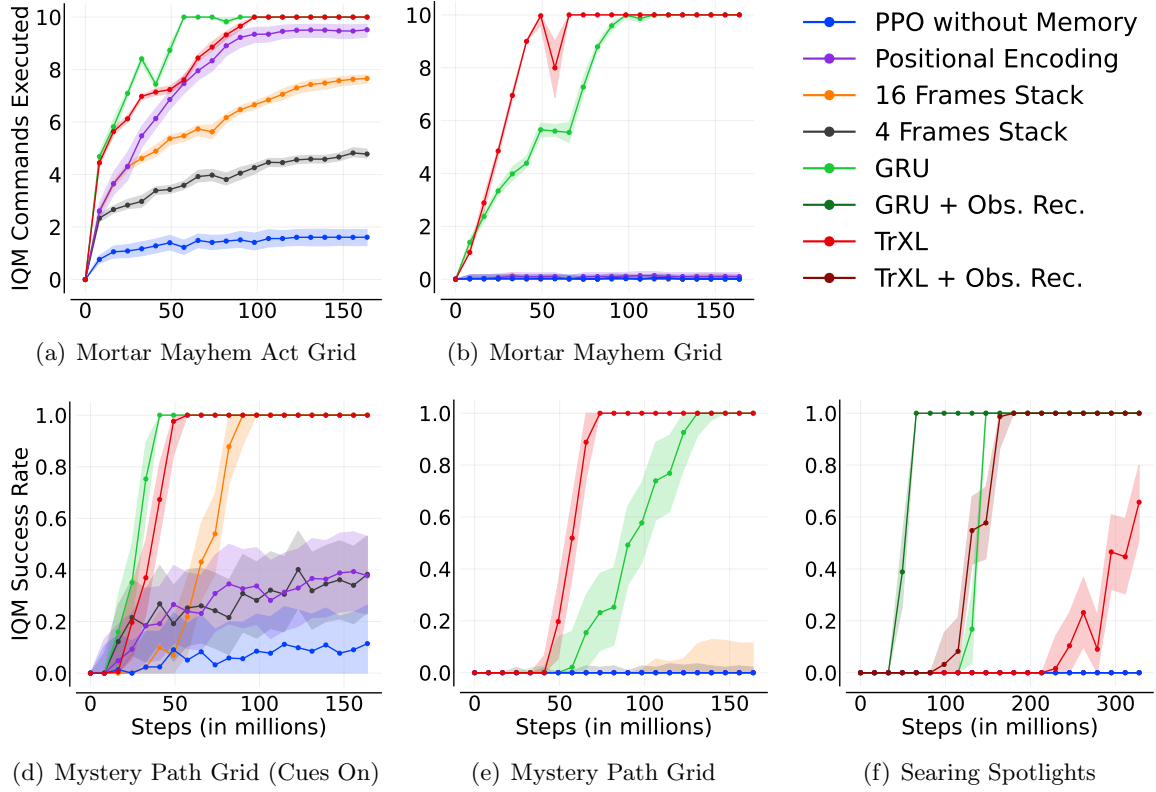 IQM Commands Executed
10
8
6
4
2
0
0 50 100 150
(a) Mortar Mayhem Act Grid
10
8
6
4
2
0
0 50 100 150
(b) Mortar Mayhem Grid
PPO without Memory
Positional Encoding
16 Frames Stack
4 Frames Stack
GRU
GRU + Obs. Rec.
TrXL
TrXL + Obs. Rec.
IQM Success Rate
1.0
0.8
0.6
0.4
0.2
0.0
0 50 100 150
Steps (in millions)
(d) Mystery Path Grid (Cues On)
1.0
0.8
0.6
0.4
0.2
0.0
0 50 100 150
Steps (in millions)
(e) Mystery Path Grid
1.0
0.8
0.6
0.4
0.2
0.0
0 100 200 300
Steps (in millions)
(f) Searing Spotlights